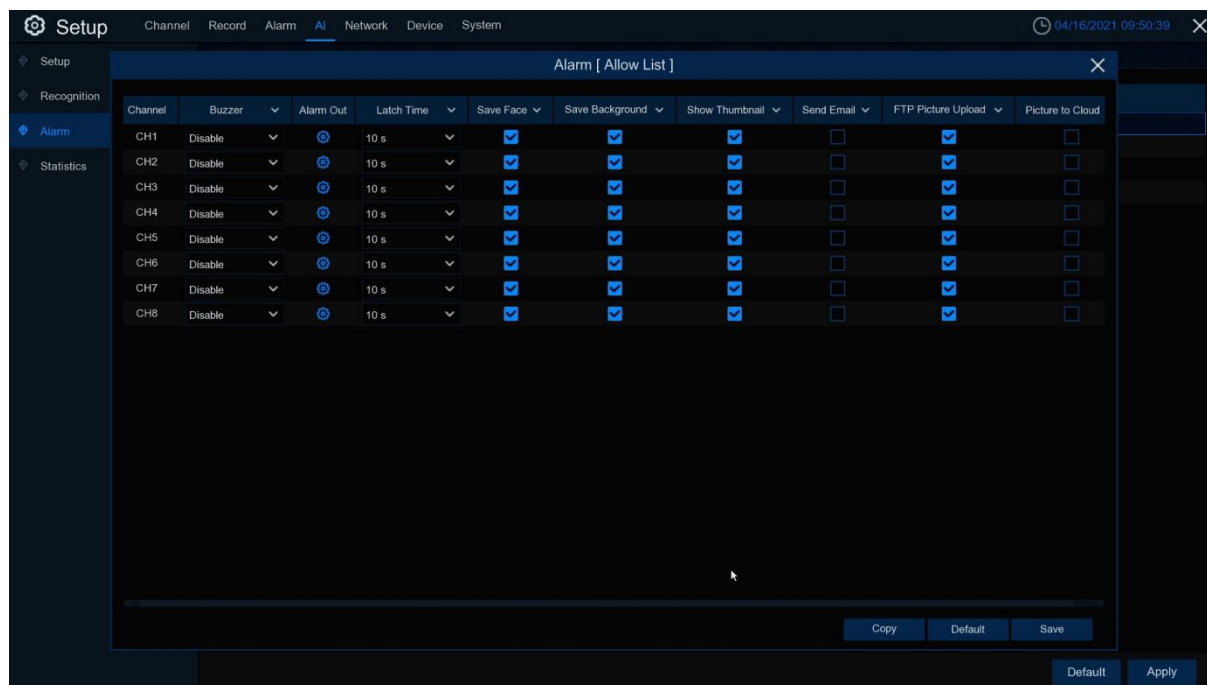 Setup Channel Record Alarm AI Network Device System 04/16/2021 09:50:39
Setup
Recognition
Alarm
Statistics
Alarm [ Allow List ]
Channel Buzzer Alarm Out Latch Time Save Face Save Background Show Thumbnail Send Email FTP Picture Upload Picture to Cloud
CH1 Disable 10 s
CH2 Disable 10 s
CH3 Disable 10 s
CH4 Disable 10 s
CH5 Disable 10 s
CH6 Disable 10 s
CH7 Disable 10 s
CH8 Disable 10 s
Copy Default Save
Default Apply